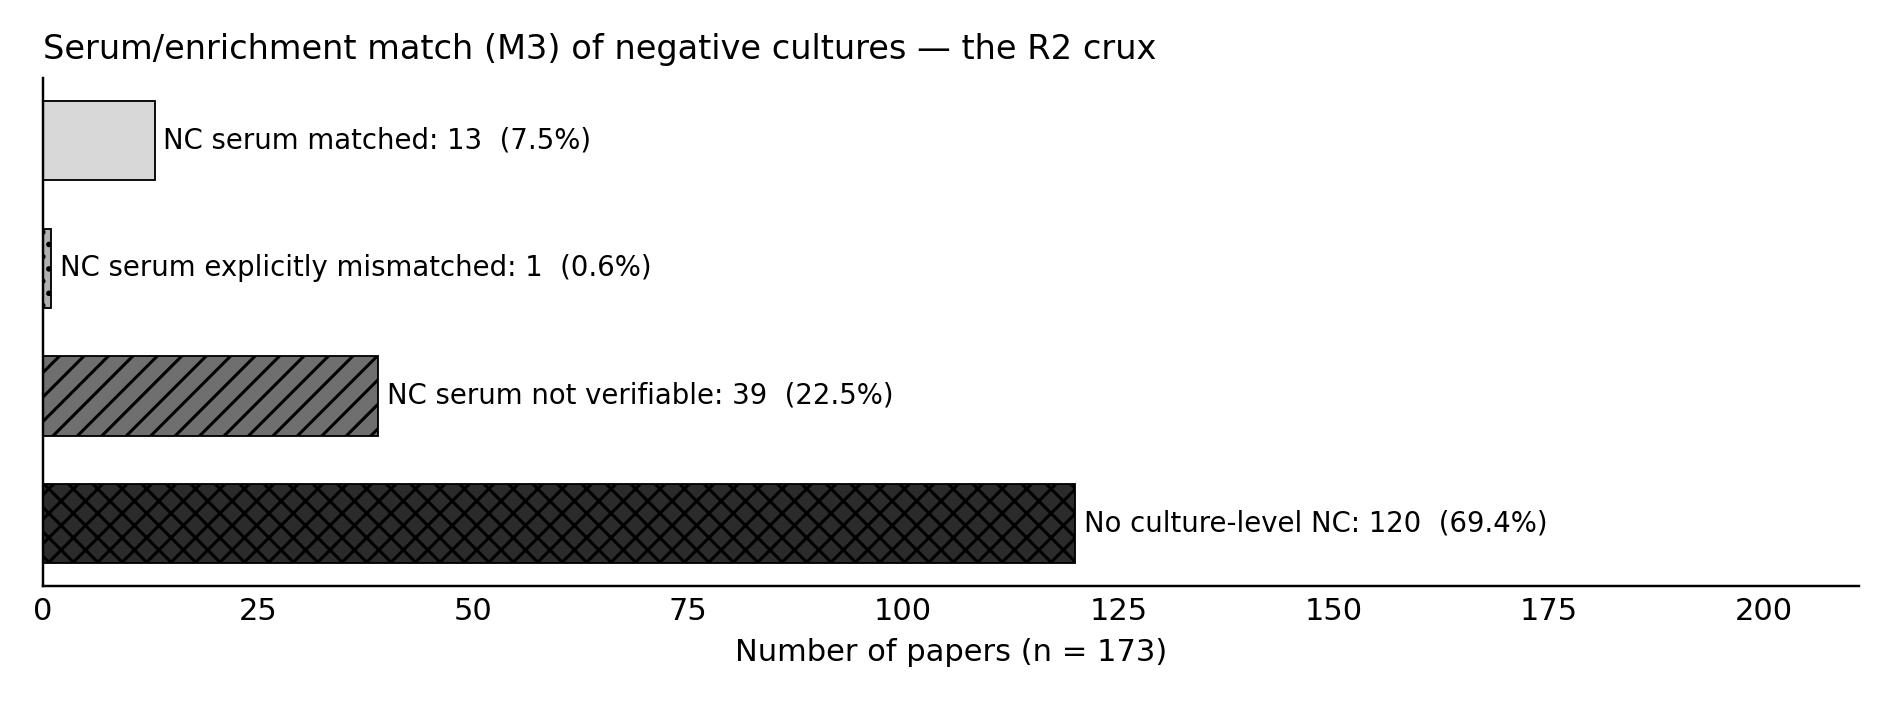 Serum/enrichment match (M3) of negative cultures — the R2 crux
NC serum matched: 13  (7.5%)
NC serum explicitly mismatched: 1  (0.6%)
NC serum not verifiable: 39  (22.5%)
No culture-level NC: 120  (69.4%)
0 25 50 75 100 125 150 175 200
Number of papers (n = 173)